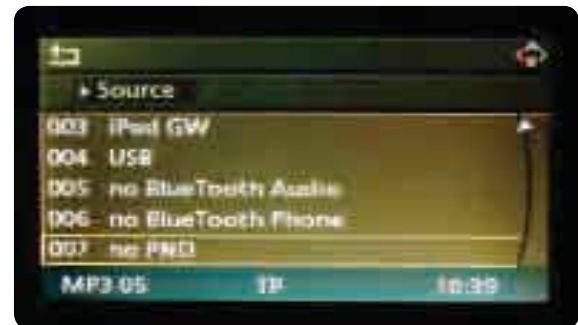 Source
003 iPod GW
004 USB
005 no BlueTooth Audio
006 no BlueTooth Phone
007 no PND
MP3 05 TP 10:39